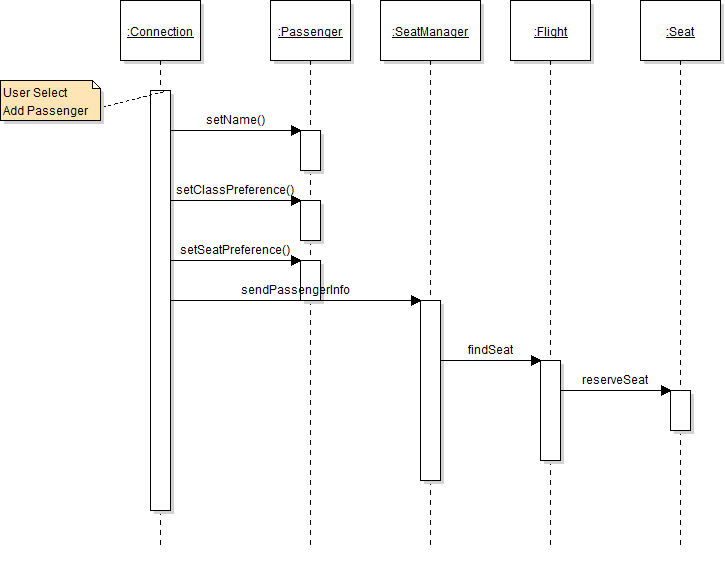 :Connection
:Passenger
:SeatManager
:Flight
:Seat
User Select
Add Passenger
setName()
setClassPreference()
setSeatPreference()
sendPassengerInfo
findSeat
reserveSeat